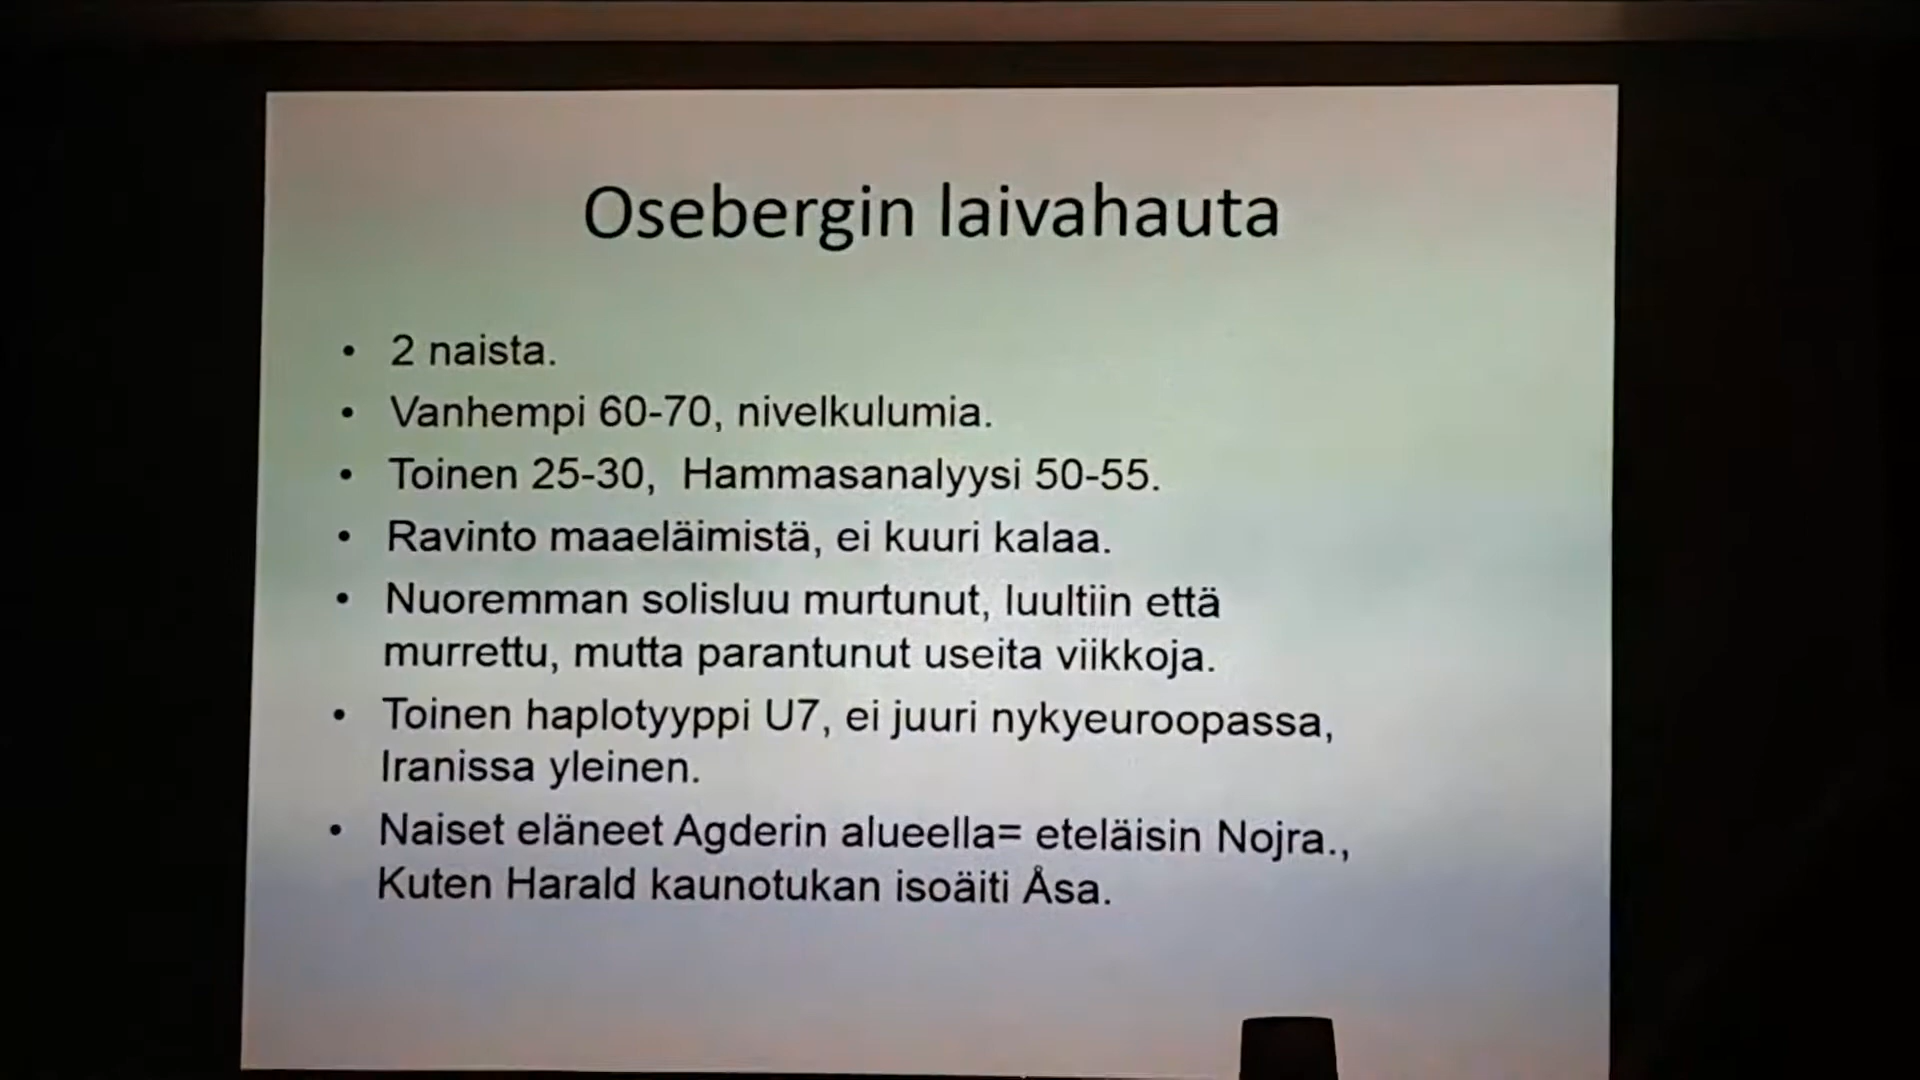 Osebergin laivahauta
• 2 naista.
• Vanhempi 60-70, nivelkulumia.
• Toinen 25-30, Hammasanalyysi 50-55.
• Ravinto maaeläimistä, ei kuuri kalaa.
• Nuoremman solisluu murtunut, luultiin että
murrettu, mutta parantunut useita viikkoja.
• Toinen haplotyyppi U7, ei juuri nykyeuroopassa,
Iranissa yleinen.
• Naiset eläneet Agderin alueella= eteläisin Nojra.,
Kuten Harald kaunotukan isoäiti Åsa.